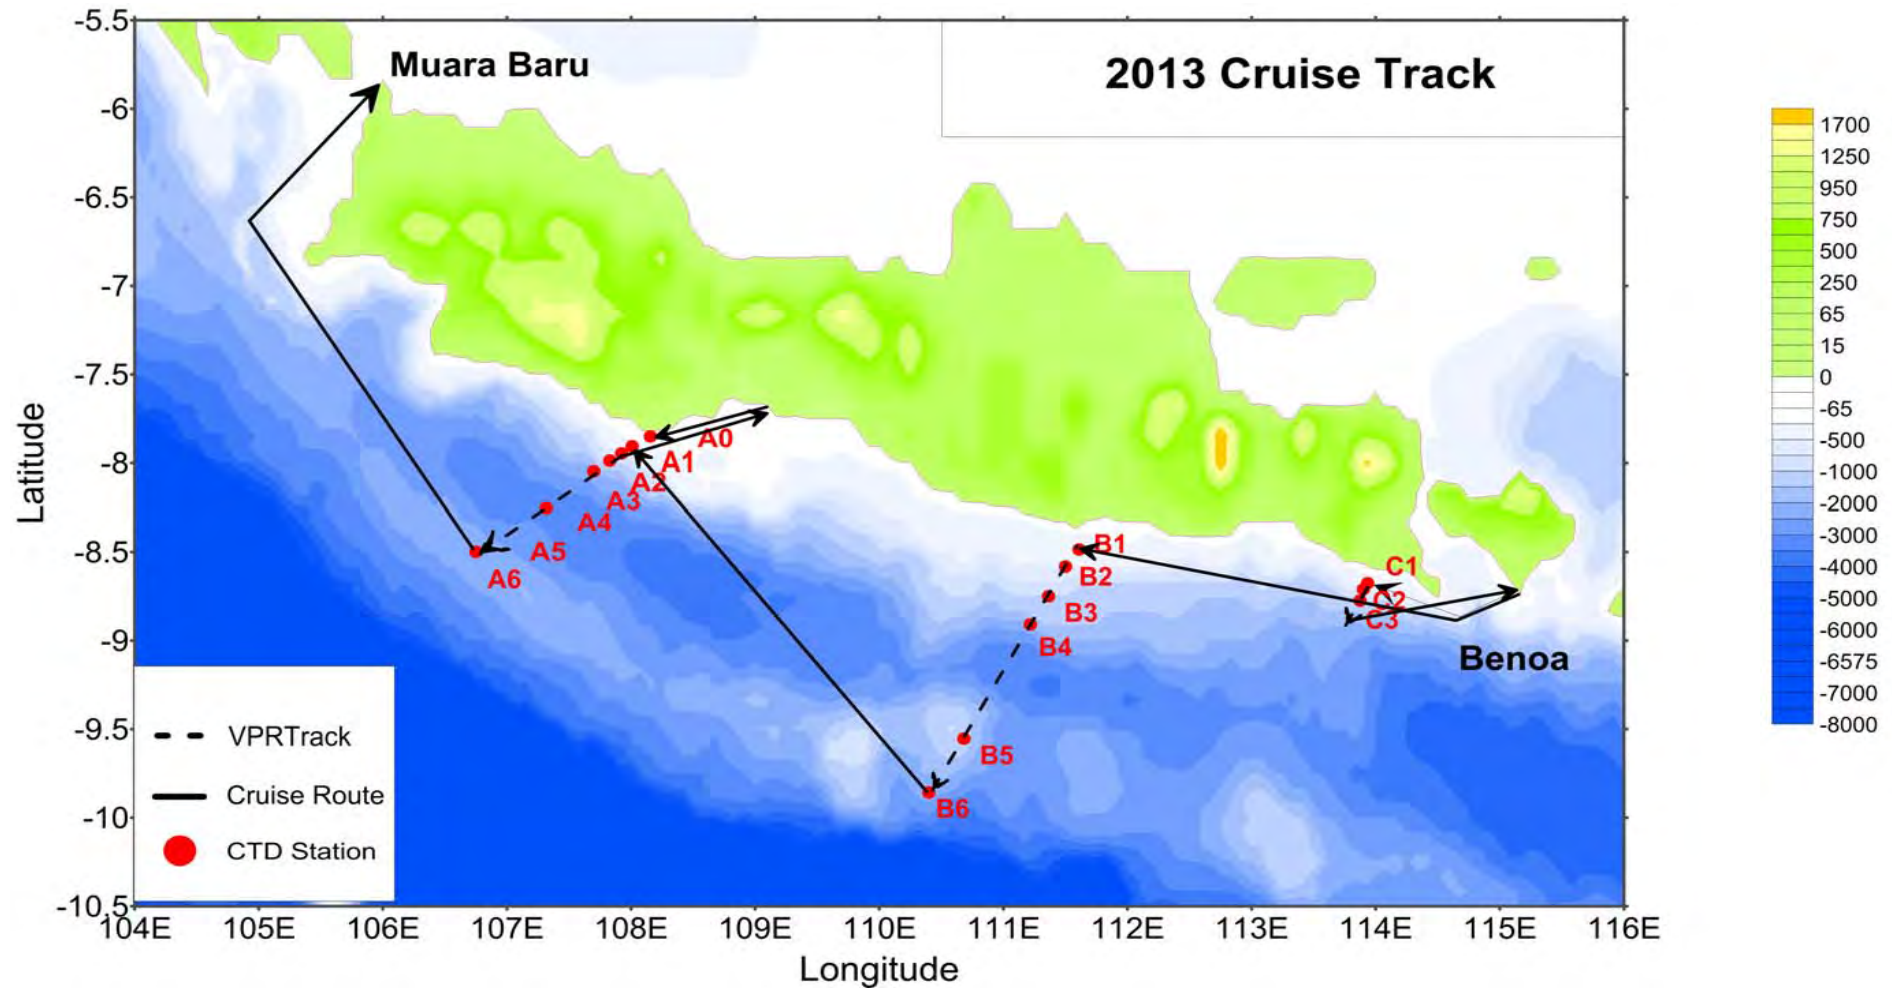 2013 Cruise Track
Muara Baru
Benoa
A0
A1
A2
A3
A4
A5
A6
B1
B2
B3
B4
B5
B6
C1
C2
C3
VPRTrack
Cruise Route
CTD Station
Latitude
-5.5
-6
-6.5
-7
-7.5
-8
-8.5
-9
-9.5
-10
-10.5
104E 105E 106E 107E 108E 109E 110E 111E 112E 113E 114E 115E 116E
Longitude
1700
1250
950
750
500
250
65
15
0
-65
-500
-1000
-2000
-3000
-4000
-5000
-6000
-6575
-7000
-8000